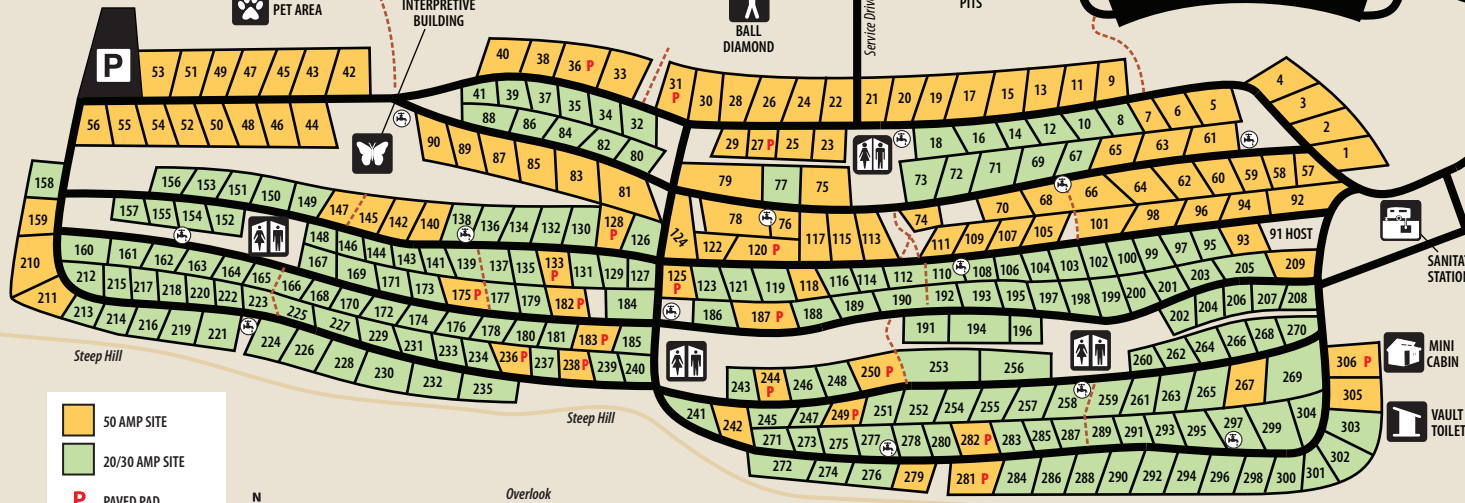 PET AREA
INTERPRETIVE
BUILDING
BALL
DIAMOND
Service Driv
PITS
P
53 51 49 47 45 43 42
40 38 36 P 33
31 P 30 28 26 24 22 21 20 19 17 15 13 11 9
4
3
2
1
41 39 37 35 34 32
56 55 54 52 50 48 46 44
88 86 84 82 80
90 89 87 85 83 81
29 27 P 25 23
18 16 14 12 10 8 7 6 5
73 72 71 69 67 65 63 61
79 77 75
74 70 68 66 64 62 60 59 58 57
158 156 153 151 150 149 147 145 142 140 138 136 134 132 130 128 P 126
124 78 76
122 120 P 117 115 113
111 109 107 105 101 98 96 94 92
159 157 155 154 152
148 146 144 143 141 139 137 135 133 P 131 129 127
125 P 123 121 119 118 116 114 112 110 108 106 104 103 102 100 99 97 95 93 91 HOST
SANITA
STATION
210 160 161 162 163 164 165 166 168 170 172 174 176 178 180 181 183 P 185
167 169 171 173 175 P 177 179 182 P 184
186 187 P 188 189 190 192 193 195 197 198 199 200 201 203 205 209
211 212 215 217 218 220 222 223 225 227 229 231 233 234 236 P 237 238 P 239 240
202 204 206 207 208
213 214 216 219 221 224 226 228 230 232 235
191 194 196
Steep Hill
243 244 P 246 248 250 P 253 256
260 262 264 266 268 270
306 P
MINI
CABIN
305
241 242 245 247 249 P 251 252 254 255 257 258 259 261 263 265 267 269
303
VAULT
TOILET
Steep Hill
271 273 275 277 278 280 282 P 283 285 287 289 291 293 295 297 299 304
302
272 274 276 279 281 P 284 286 288 290 292 294 296 298 300 301
50 AMP SITE
20/30 AMP SITE
P PAVED PAD
N
Overlook